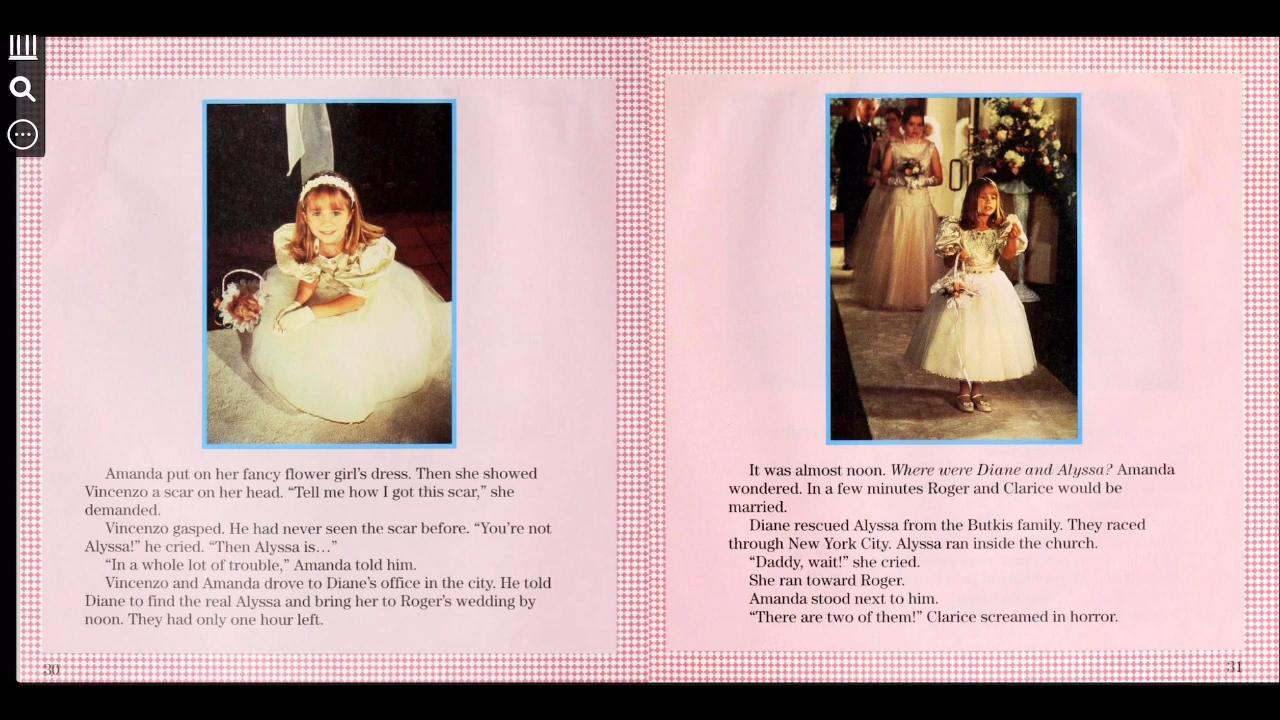 Amanda put on her fancy flower girl's dress. Then she showed
Vincenzo a scar on her head. “Tell me how I got this scar,” she
demanded.
Vincenzo gasped. He had never seen the scar before. “You're not
Alyssa!” he cried. “Then Alyssa is…”
“In a whole lot of trouble,” Amanda told him.
Vincenzo and Amanda drove to Diane's office in the city. He told
Diane to find the real Alyssa and bring her to Roger's wedding by
noon. They had only one hour left.
30
It was almost noon. Where were Diane and Alyssa? Amanda
wondered. In a few minutes Roger and Clarice would be
married.
Diane rescued Alyssa from the Butkis family. They raced
through New York City. Alyssa ran inside the church.
“Daddy, wait!” she cried.
She ran toward Roger.
Amanda stood next to him.
“There are two of them!” Clarice screamed in horror.
31